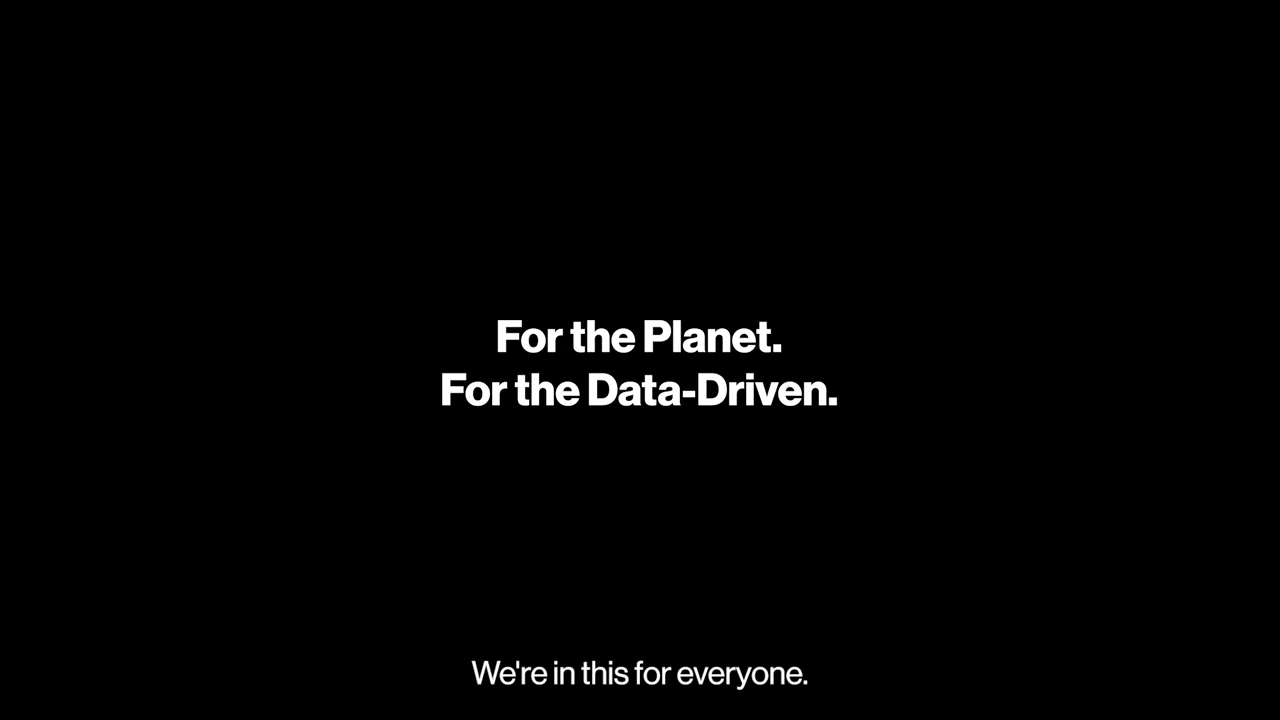 For the Planet.
For the Data-Driven.
We're in this for everyone.